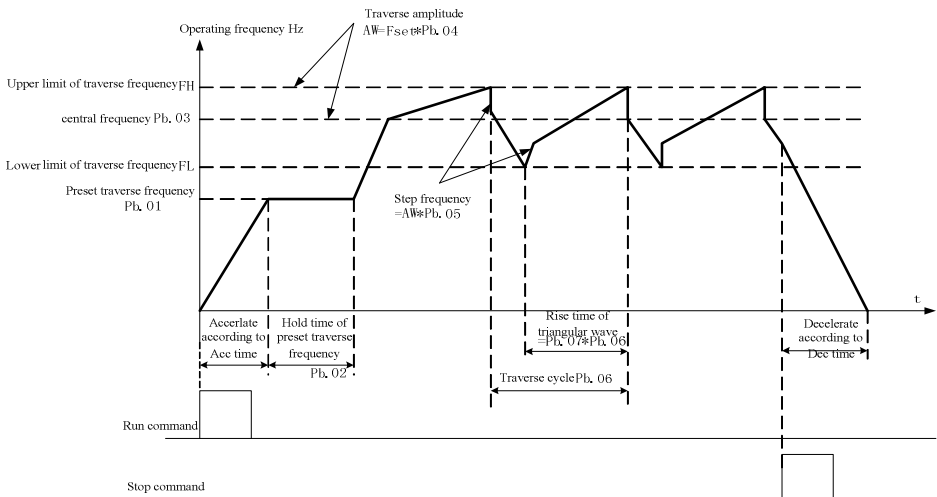 Traverse amplitude
AW=Fset*Pb.04
Operating frequency Hz
Upper limit of traverse frequency FH
central frequency Pb.03
Lower limit of traverse frequency FL
Preset traverse frequency
Pb.01
Step frequency
=AW*Pb.05
t
Accerlate
according to
Acc time
Hold time of
preset traverse
frequency
Pb.02
Rise time of
triangular wave
=Pb.07*Pb.06
Decelerate
according to
Dec time
Traverse cycle Pb.06
Run command
Stop command